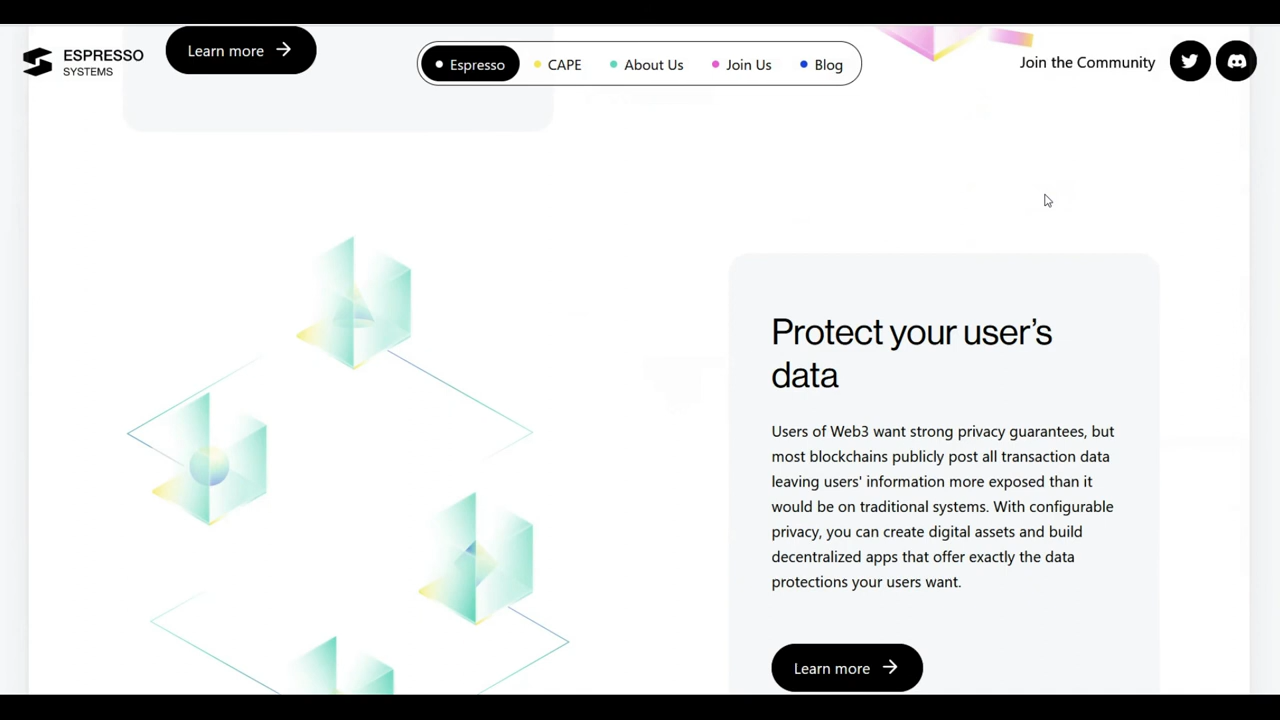 Learn more
ESPRESSO
SYSTEMS
Espresso
CAPE
About Us
Join Us
Blog
Join the Community
Protect your user’s
data
Users of Web3 want strong privacy guarantees, but
most blockchains publicly post all transaction data
leaving users' information more exposed than it
would be on traditional systems. With configurable
privacy, you can create digital assets and build
decentralized apps that offer exactly the data
protections your users want.
Learn more